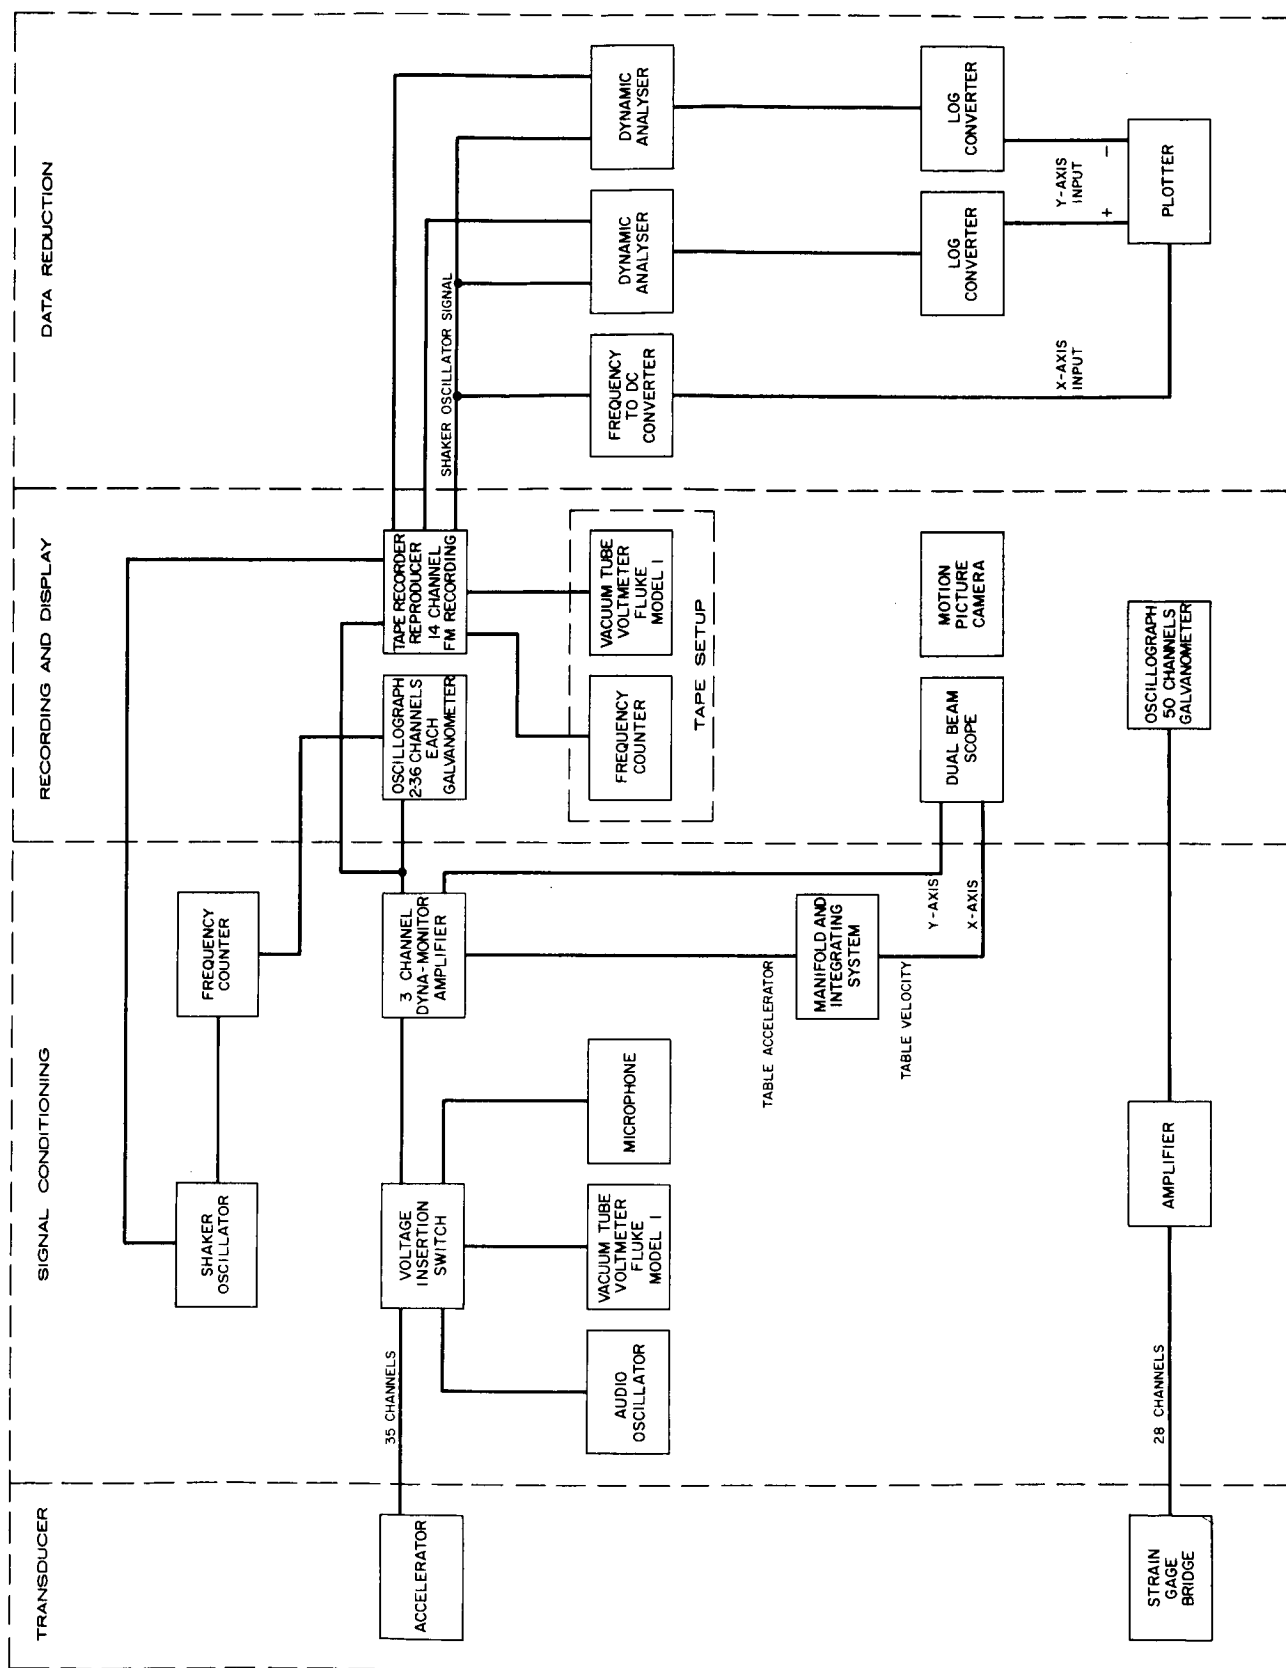 TRANSDUCER
SIGNAL CONDITIONING
RECORDING AND DISPLAY
DATA REDUCTION
SHAKER
OSCILLATOR
FREQUENCY
COUNTER
ACCELERATOR
35 CHANNELS
VOLTAGE
INSERTION
SWITCH
3 CHANNEL
DYNA-MONITOR
AMPLIFIER
OSCILLOGRAPH
2-36 CHANNELS
EACH
GALVANOMETER
TAPE RECORDER
REPRODUCER
14 CHANNEL
FM RECORDING
SHAKER OSCILLATOR SIGNAL
AUDIO
OSCILLATOR
VACUUM TUBE
VOLTMETER
FLUKE
MODEL I
MICROPHONE
FREQUENCY
COUNTER
VACUUM TUBE
VOLTMETER
FLUKE
MODEL I
TAPE SETUP
FREQUENCY
TO DC
CONVERTER
DYNAMIC
ANALYSER
DYNAMIC
ANALYSER
TABLE ACCELERATOR
MANIFOLD AND
INTEGRATING
SYSTEM
TABLE VELOCITY
Y-AXIS
X-AXIS
DUAL BEAM
SCOPE
MOTION
PICTURE
CAMERA
LOG
CONVERTER
LOG
CONVERTER
X-AXIS
INPUT
Y-AXIS
INPUT
+
−
PLOTTER
STRAIN
GAGE
BRIDGE
28 CHANNELS
AMPLIFIER
OSCILLOGRAPH
50 CHANNELS
GALVANOMETER